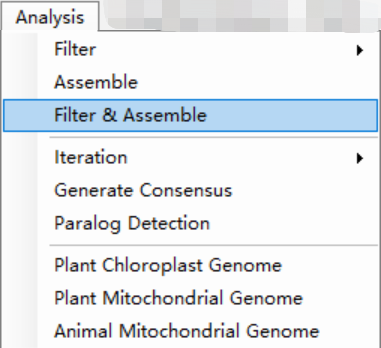 Analysis
Filter
Assemble
Filter & Assemble
Iteration
Generate Consensus
Paralog Detection
Plant Chloroplast Genome
Plant Mitochondrial Genome
Animal Mitochondrial Genome